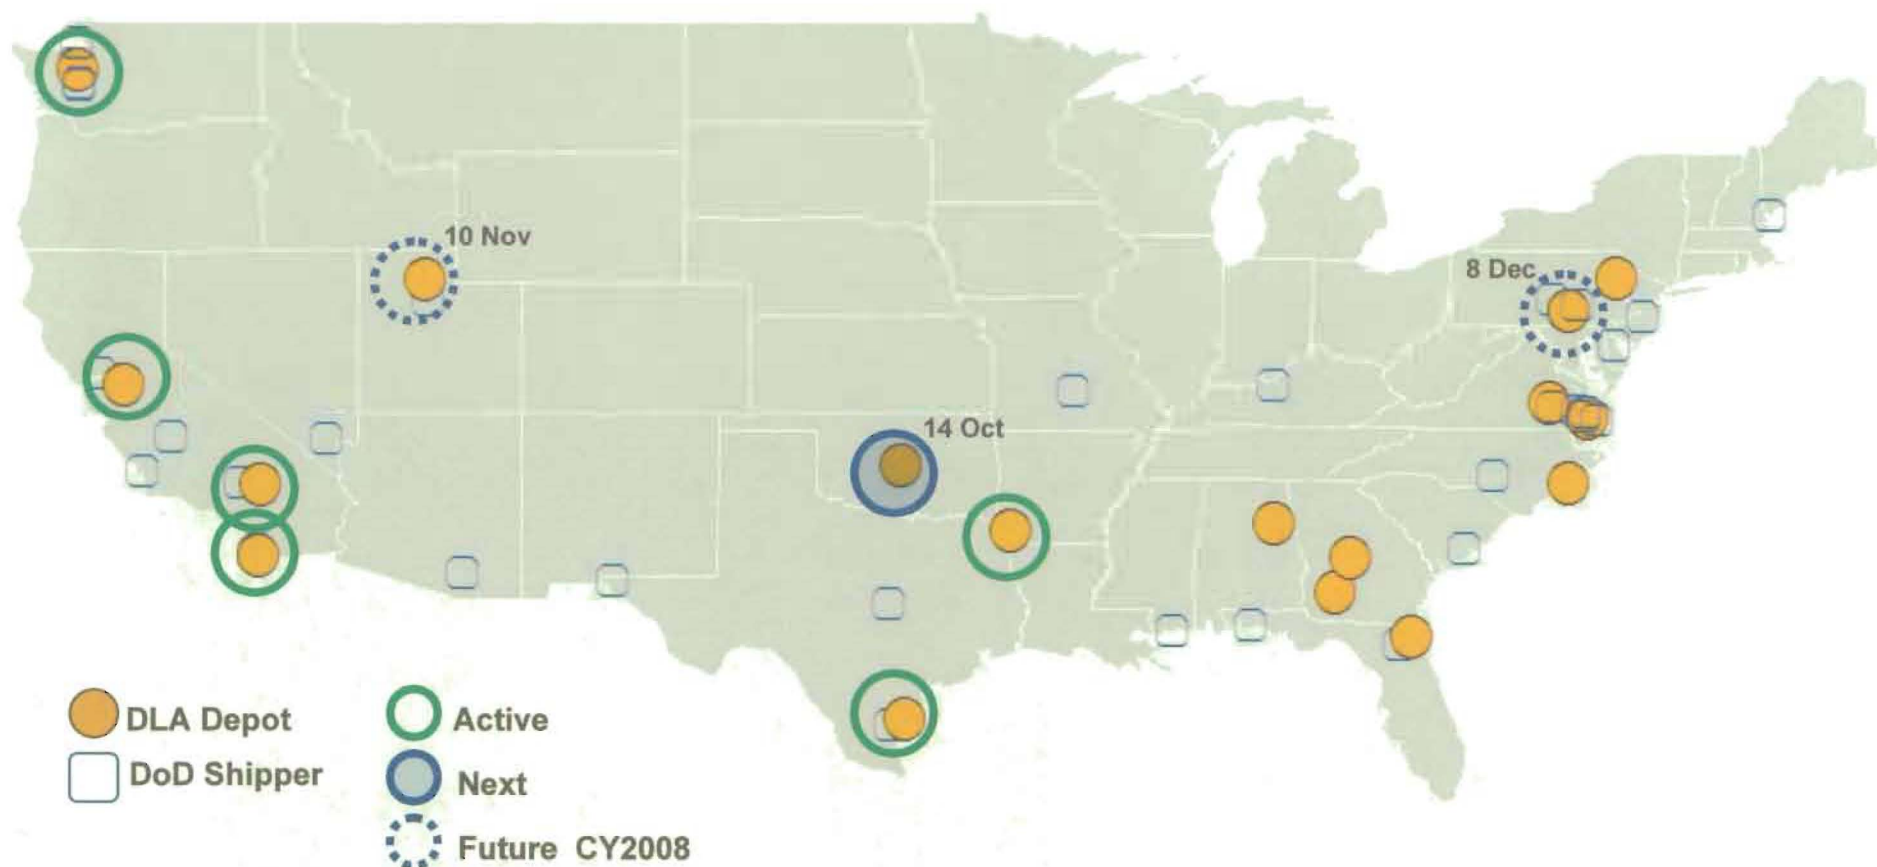 10 Nov
8 Dec
14 Oct
DLA Depot
DoD Shipper
Active
Next
Future CY2008